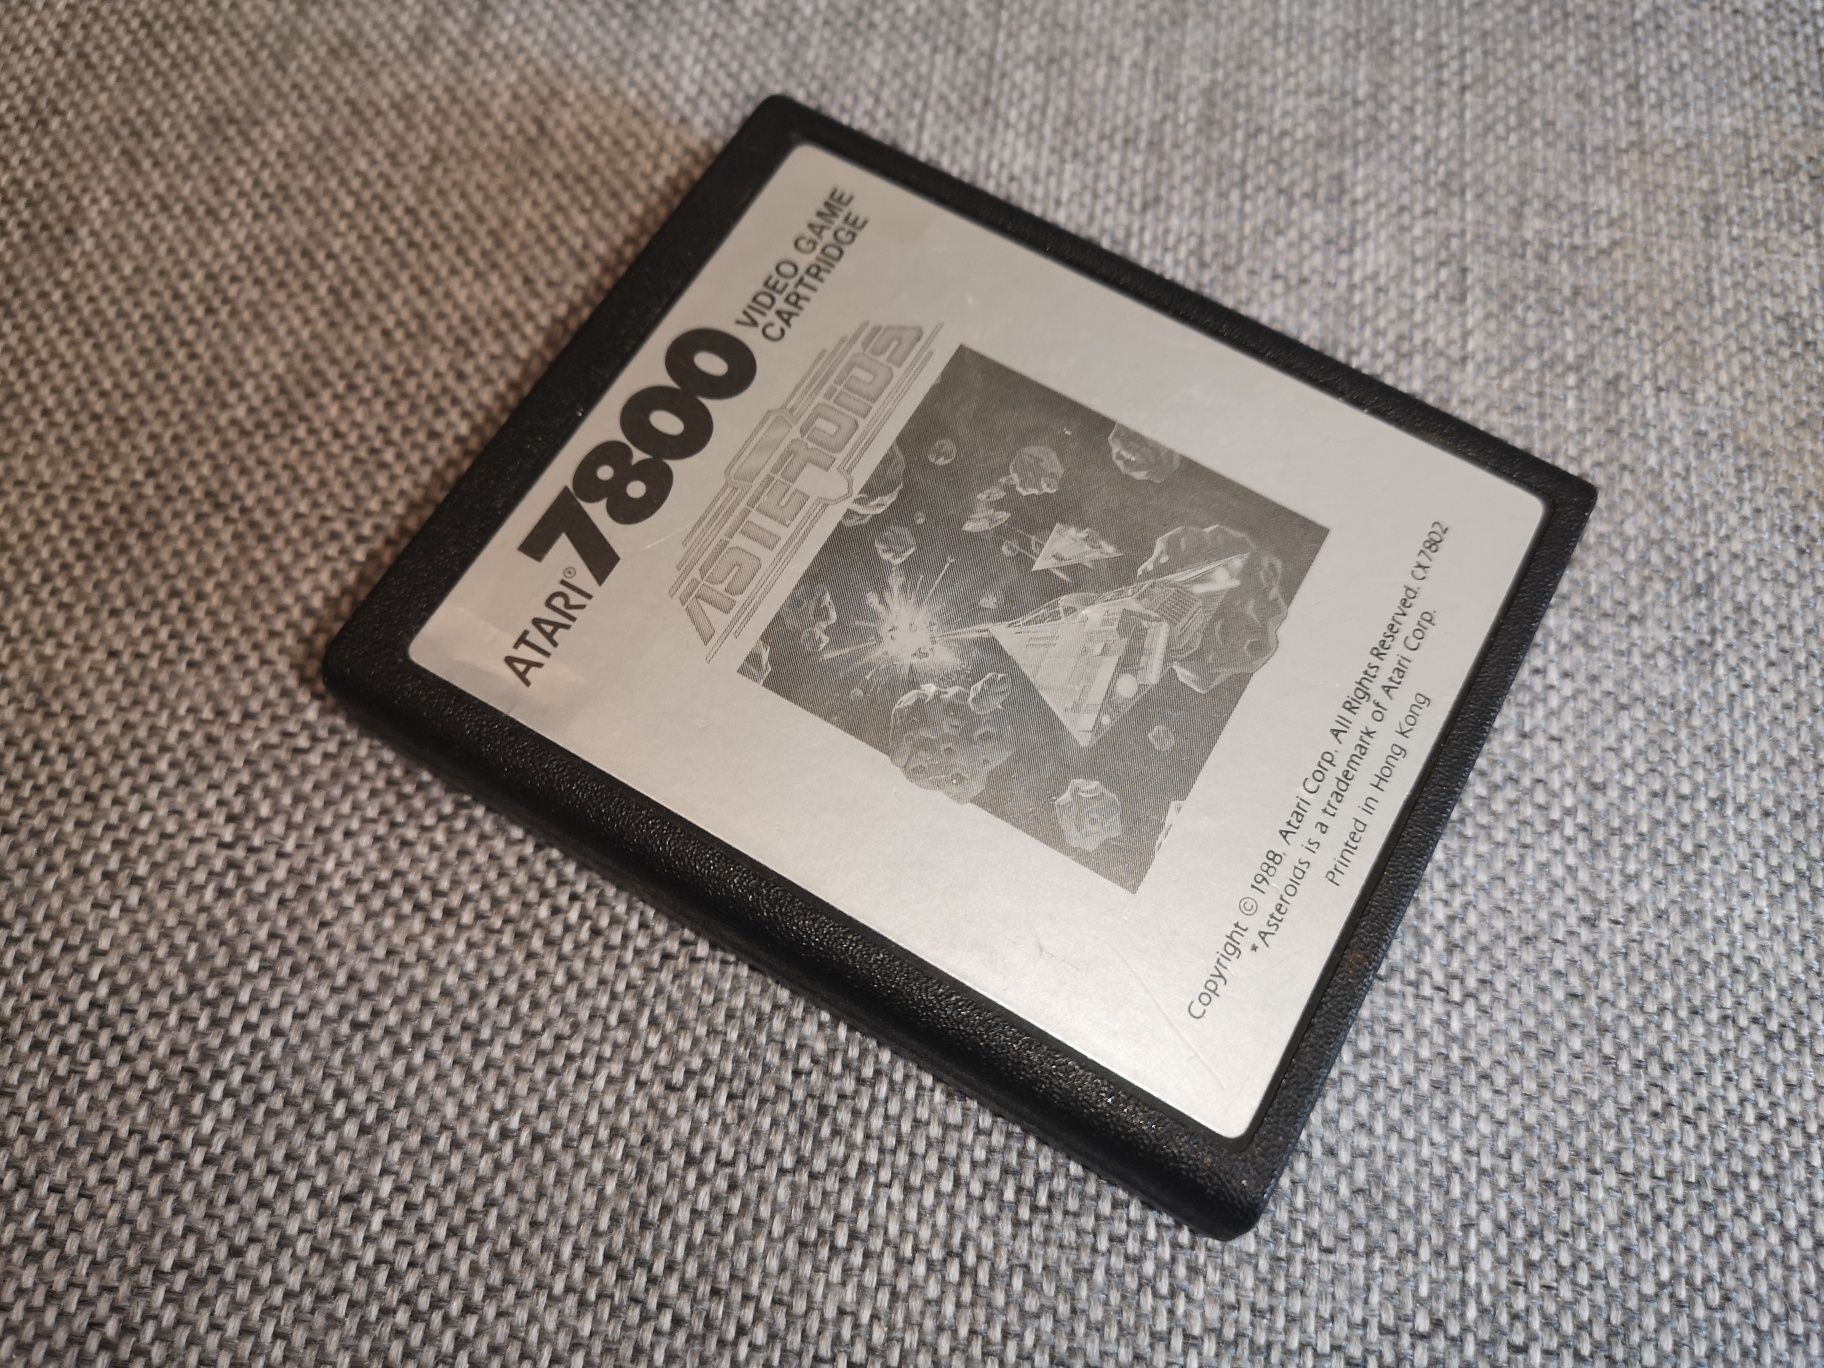 ATARI® 7800 VIDEO GAME
CARTRIDGE
ASTEROIDS
Copyright © 1988, Atari Corp. All Rights Reserved. CX7802
* Asteroids is a trademark of Atari Corp.
Printed in Hong Kong